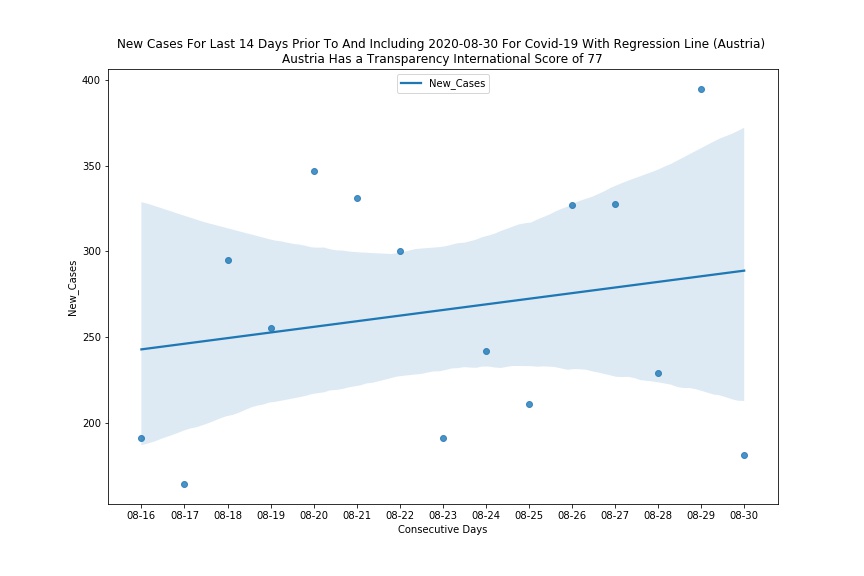 New Cases For Last 14 Days Prior To And Including 2020-08-30 For Covid-19 With Regression Line (Austria)
Austria Has a Transparency International Score of 77
New_Cases
400
350
300
250
200
New_Cases
08-16 08-17 08-18 08-19 08-20 08-21 08-22 08-23 08-24 08-25 08-26 08-27 08-28 08-29 08-30
Consecutive Days